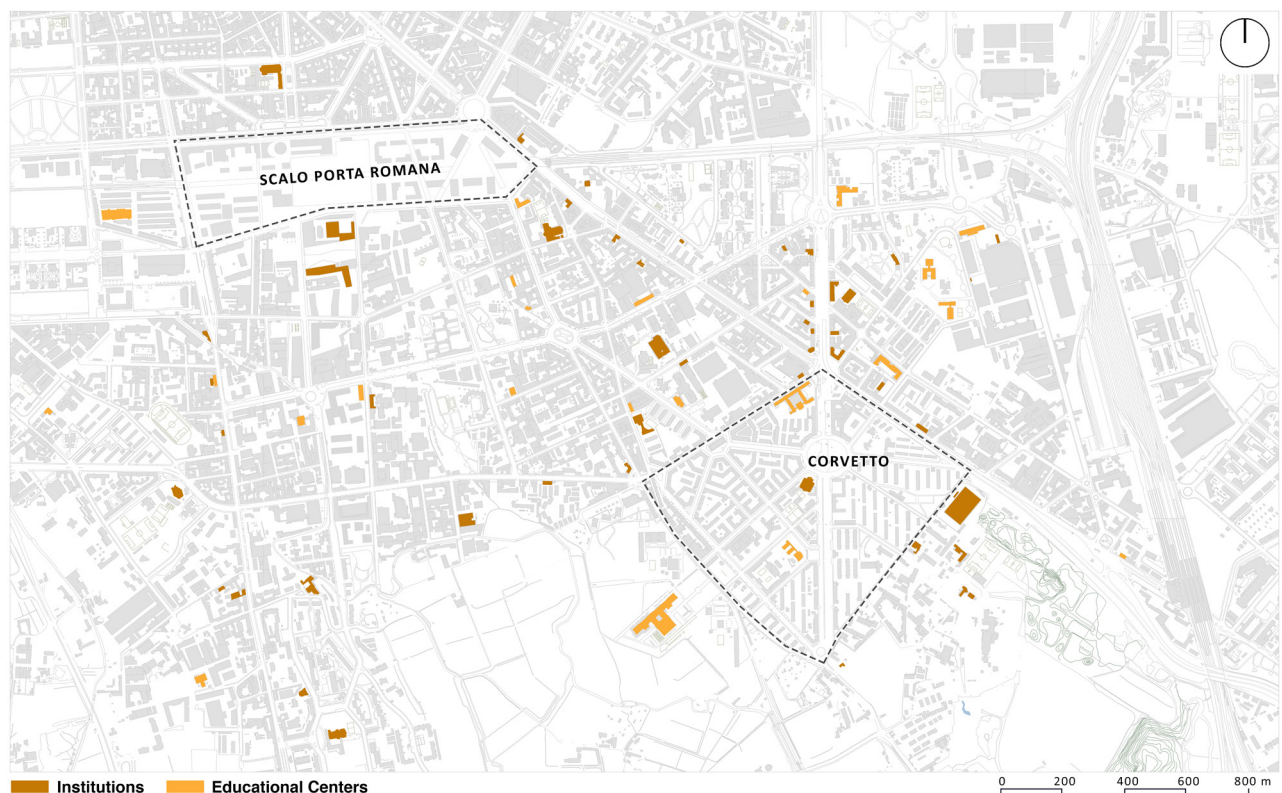 SCALO PORTA ROMANA
CORVETTO
Institutions
Educational Centers
0 200 400 600 800 m